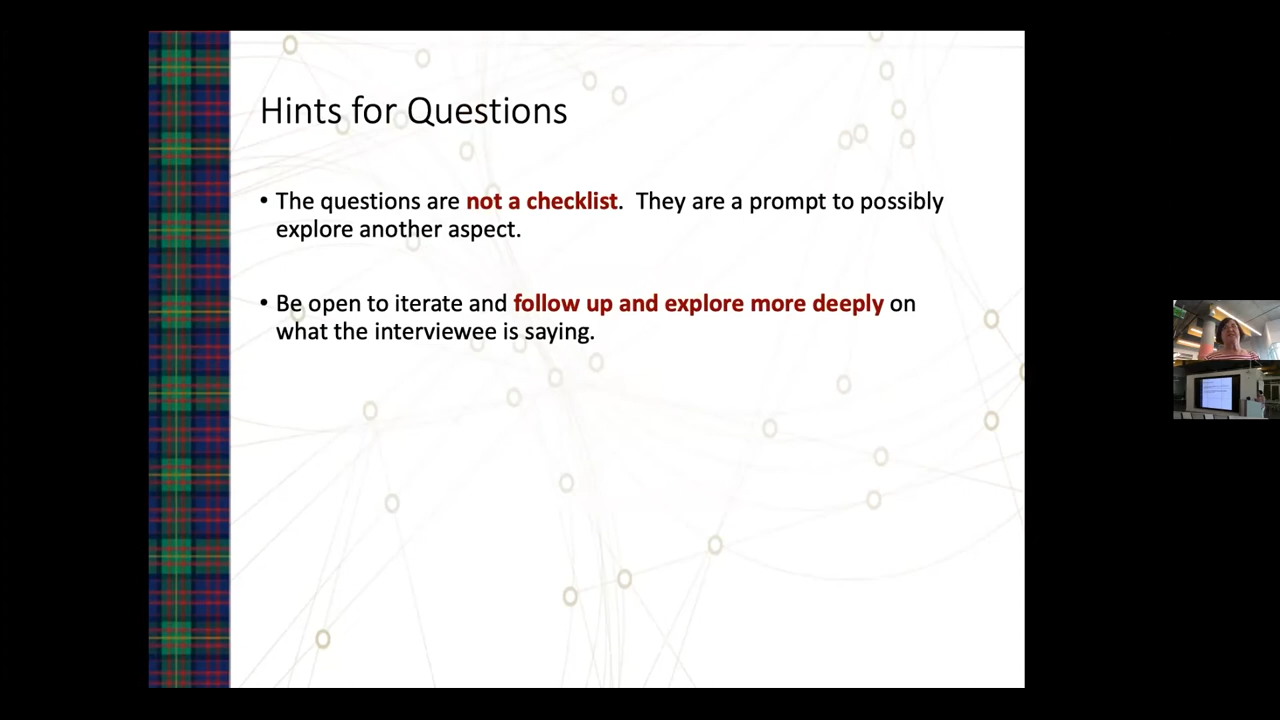 Hints for Questions
• The questions are not a checklist.  They are a prompt to possibly
explore another aspect.
• Be open to iterate and follow up and explore more deeply on
what the interviewee is saying.